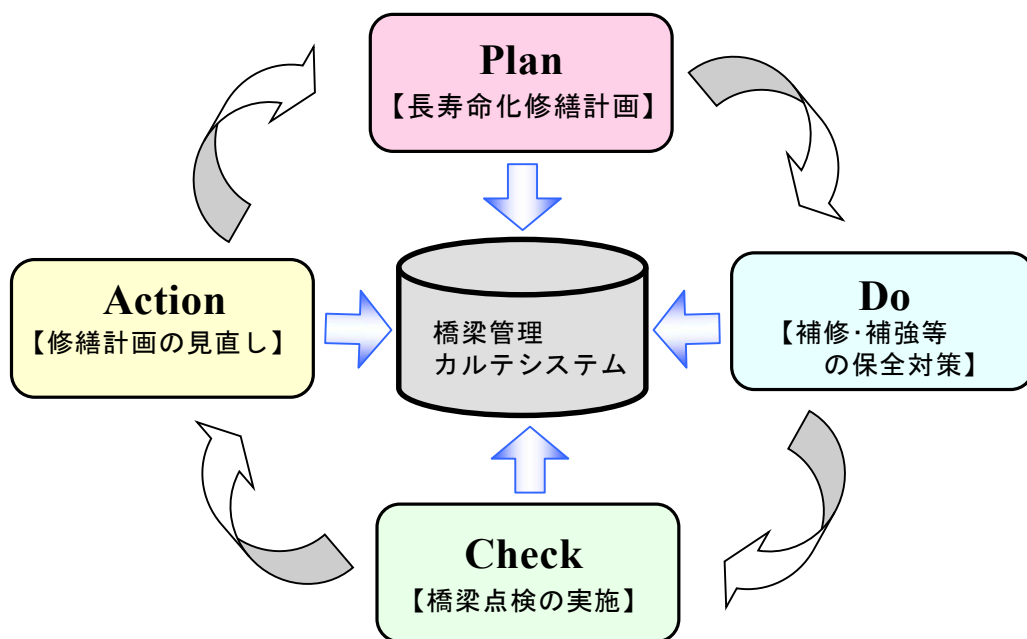 Plan
【長寿命化修繕計画】
Action
【修繕計画の見直し】
橋梁管理
カルテシステム
Do
【補修･補強等
の保全対策】
Check
【橋梁点検の実施】